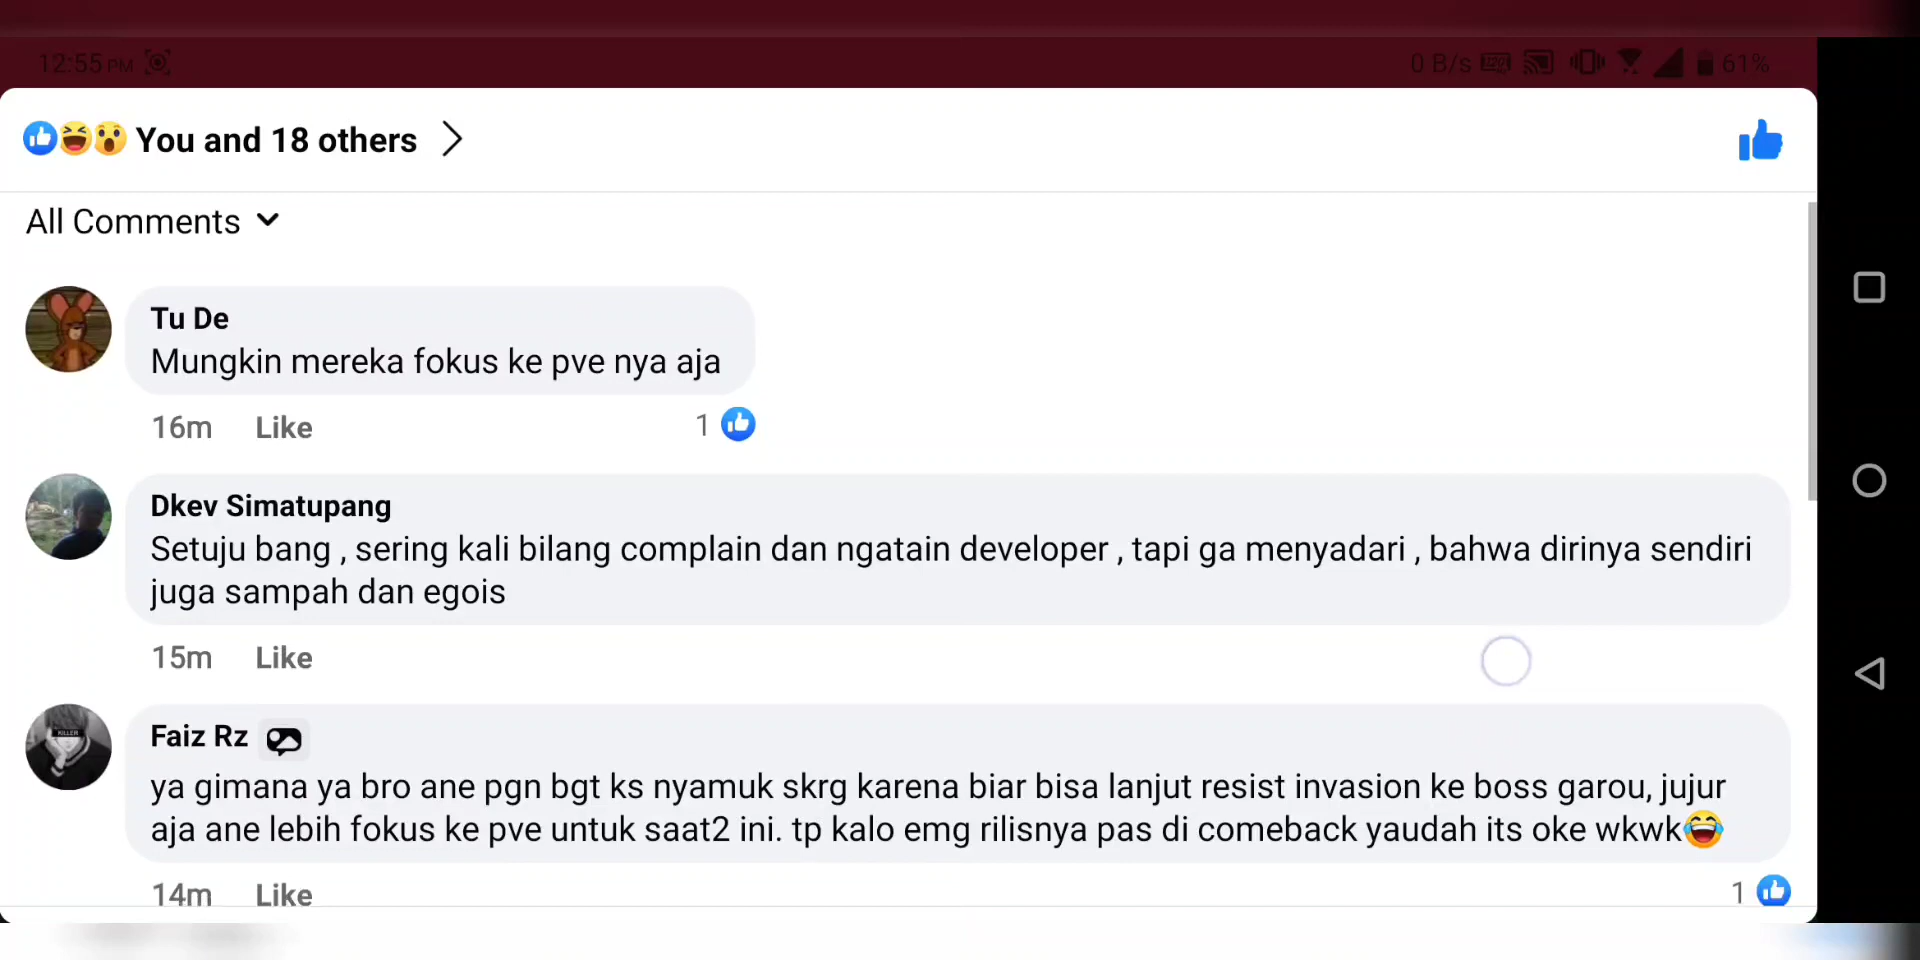 12:55 PM
0 B/s 61%
You and 18 others
All Comments
Tu De
Mungkin mereka fokus ke pve nya aja
16m Like 1
Dkev Simatupang
Setuju bang , sering kali bilang complain dan ngatain developer , tapi ga menyadari , bahwa dirinya sendiri
juga sampah dan egois
15m Like
Faiz Rz
ya gimana ya bro ane pgn bgt ks nyamuk skrg karena biar bisa lanjut resist invasion ke boss garou, jujur
aja ane lebih fokus ke pve untuk saat2 ini. tp kalo emg rilisnya pas di comeback yaudah its oke wkwk😂
14m Like 1